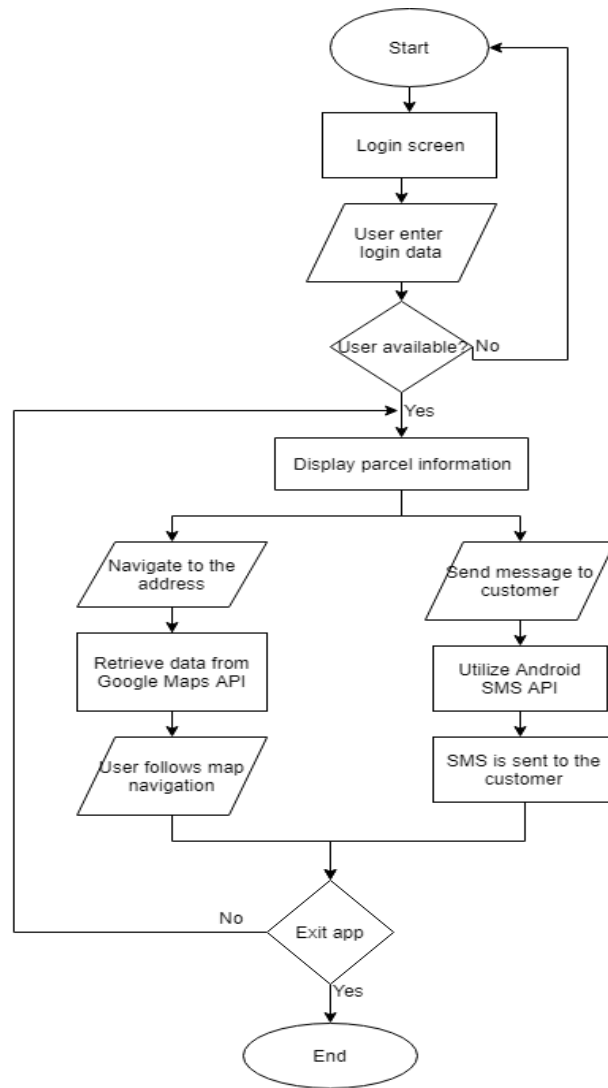 Start
Login screen
User enter
login data
User available?
No
Yes
Display parcel information
Navigate to the
address
Send message to
customer
Retrieve data from
Google Maps API
Utilize Android
SMS API
User follows map
navigation
SMS is sent to the
customer
No
Exit app
Yes
End